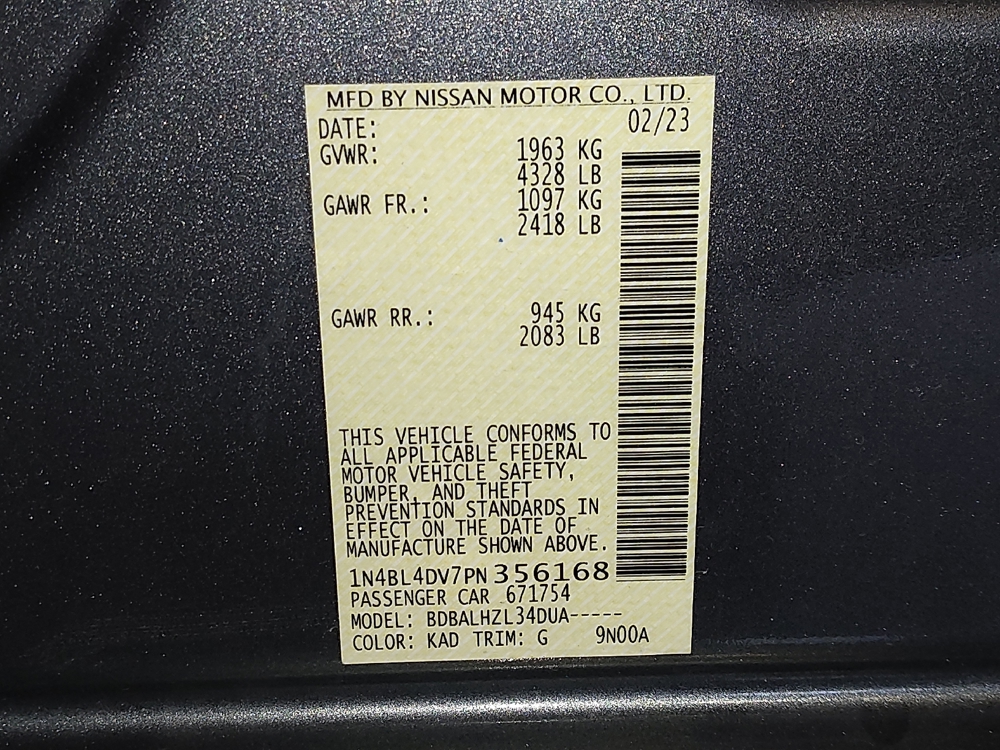 MFD BY NISSAN MOTOR CO., LTD.
DATE: 02/23
GVWR: 1963 KG
4328 LB
GAWR FR.: 1097 KG
2418 LB
GAWR RR.: 945 KG
2083 LB
THIS VEHICLE CONFORMS TO
ALL APPLICABLE FEDERAL
MOTOR VEHICLE SAFETY,
BUMPER, AND THEFT
PREVENTION STANDARDS IN
EFFECT ON THE DATE OF
MANUFACTURE SHOWN ABOVE.
1N4BL4DV7PN356168
PASSENGER CAR 671754
MODEL: BDBALHZL34DUA-----
COLOR: KAD TRIM: G 9N00A